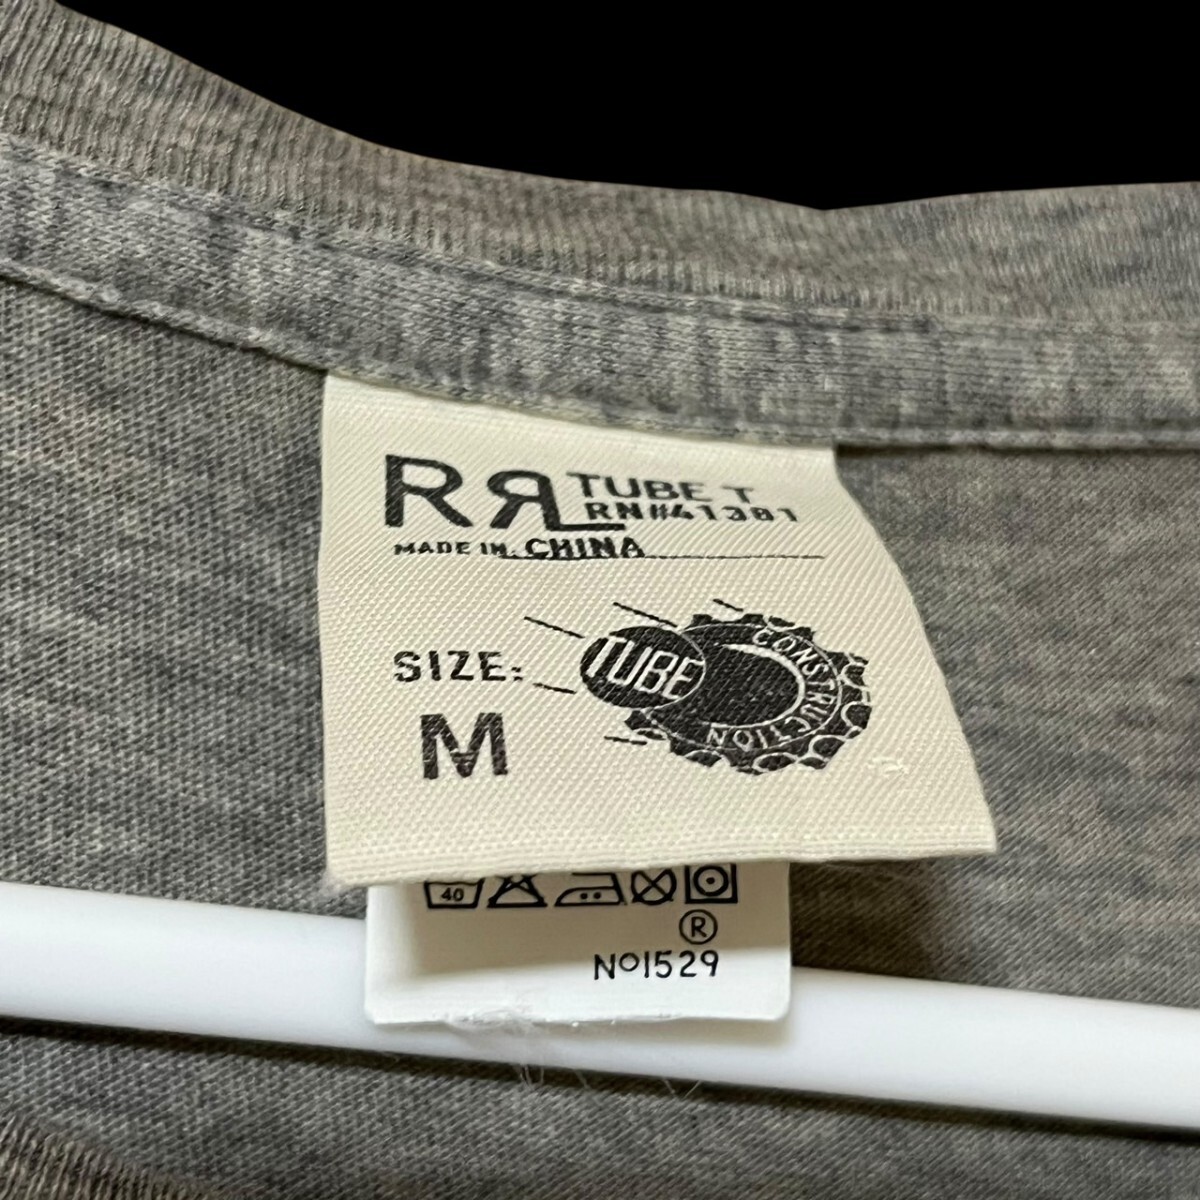 RRL TUBE T
RN#41381
MADE IN. CHINA
SIZE:
M
TUBE
CONSTRUCTION
40
®
No1529